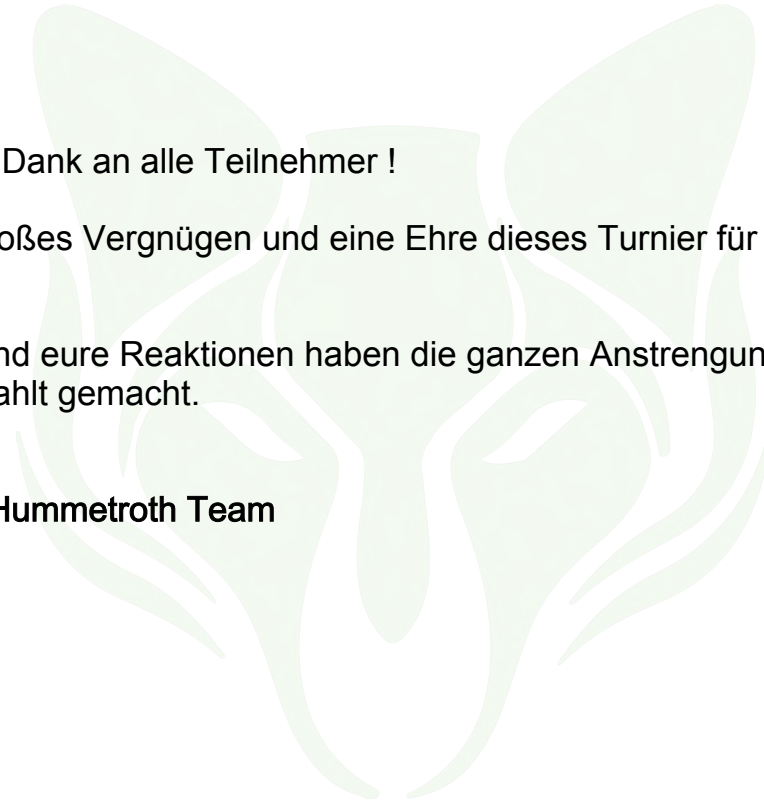 Dank an alle Teilnehmer !
oßes Vergnügen und eine Ehre dieses Turnier für
nd eure Reaktionen haben die ganzen Anstrengun
ahlt gemacht.
Hummetroth Team